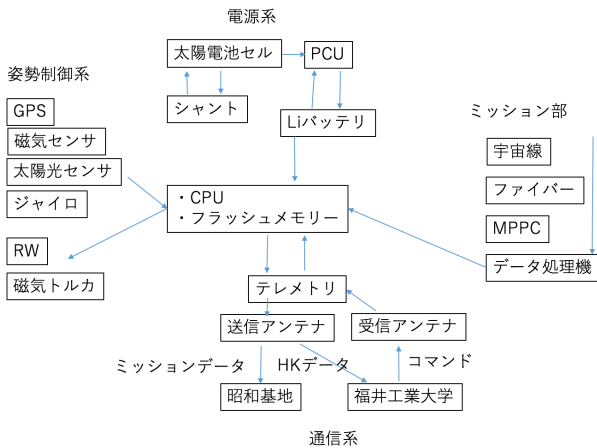 電源系
太陽電池セル
PCU
シャント
Liバッテリ
姿勢制御系
GPS
磁気センサ
太陽光センサ
ジャイロ
RW
磁気トルカ
・CPU
・フラッシュメモリー
ミッション部
宇宙線
ファイバー
MPPC
データ処理機
テレメトリ
送信アンテナ
受信アンテナ
ミッションデータ
HKデータ
コマンド
昭和基地
福井工業大学
通信系